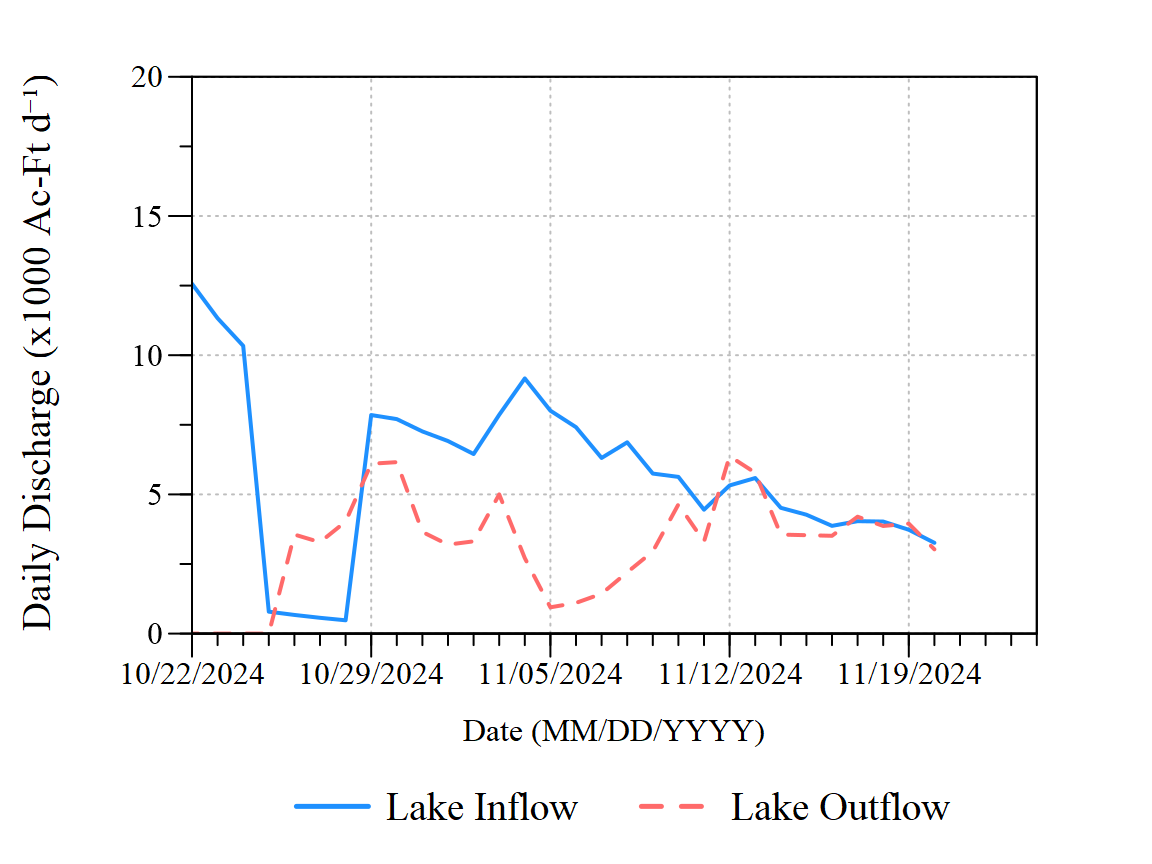 Daily Discharge (x1000 Ac-Ft d⁻¹)
20
15
10
5
0
10/22/2024 10/29/2024 11/05/2024 11/12/2024 11/19/2024
Date (MM/DD/YYYY)
Lake Inflow Lake Outflow